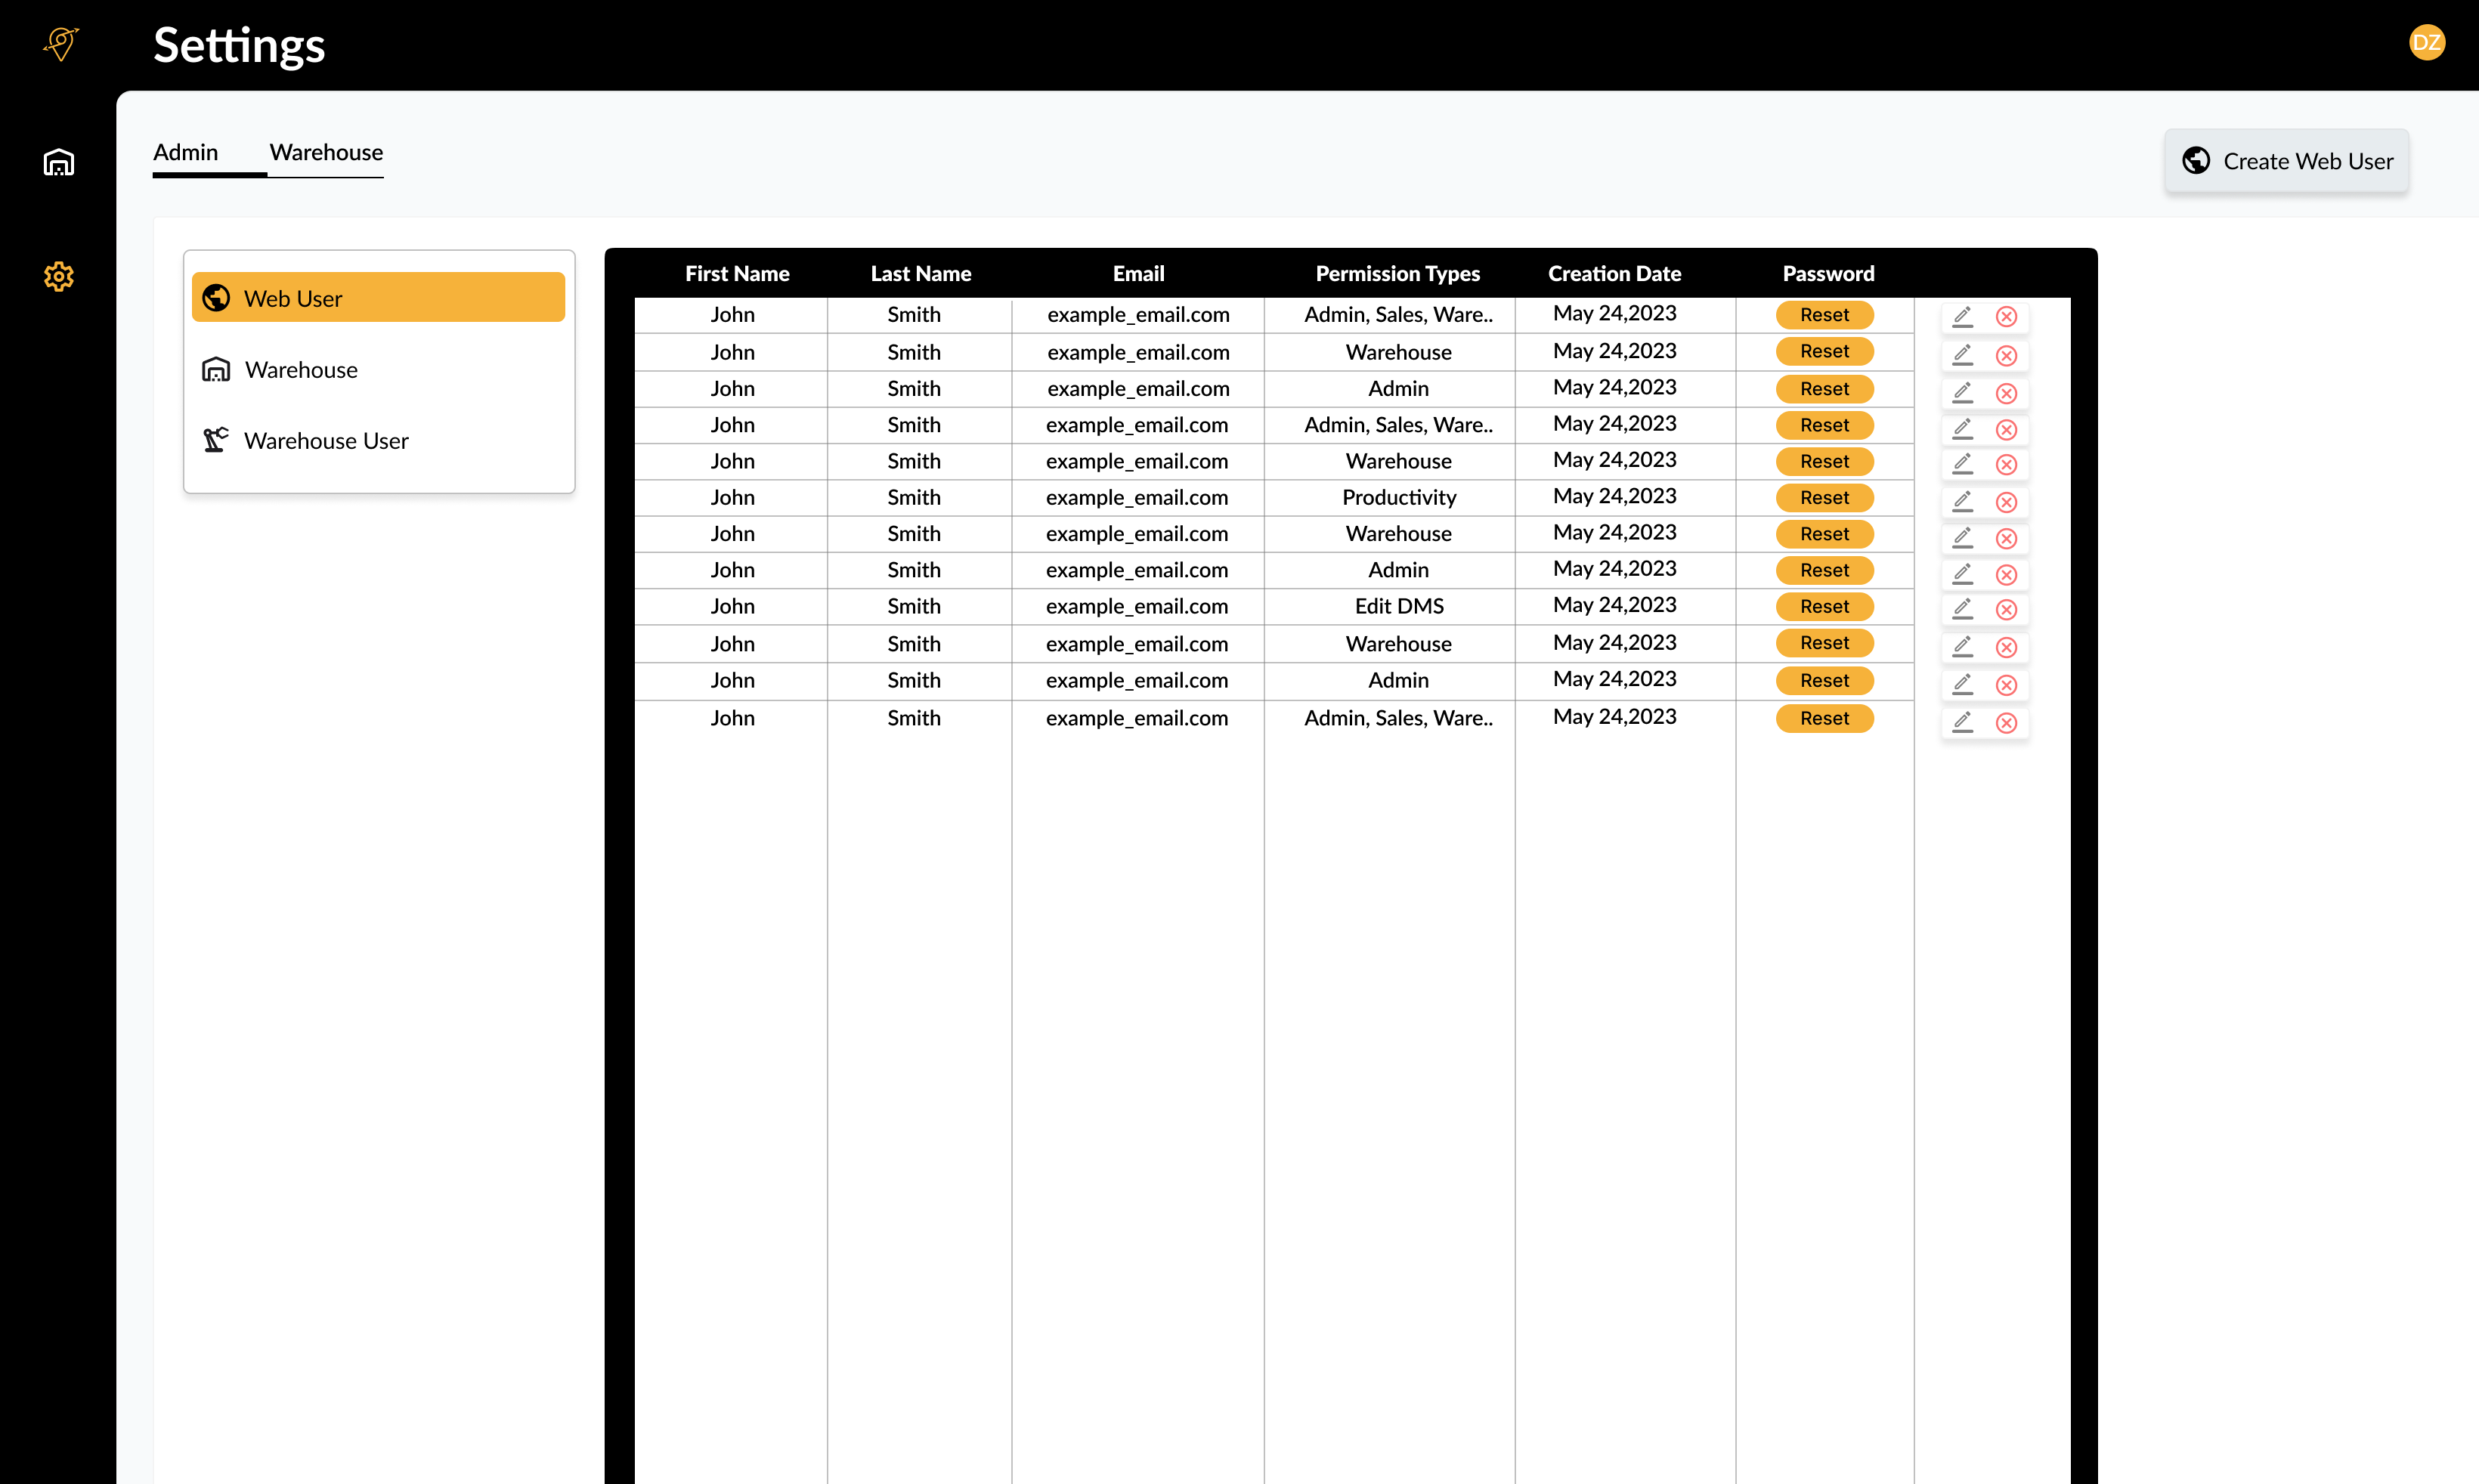 Settings
DZ
Admin Warehouse
Create Web User
Web User
Warehouse
Warehouse User
First Name Last Name Email Permission Types Creation Date Password
John Smith example_email.com Admin, Sales, Ware.. May 24,2023 Reset
John Smith example_email.com Warehouse May 24,2023 Reset
John Smith example_email.com Admin May 24,2023 Reset
John Smith example_email.com Admin, Sales, Ware.. May 24,2023 Reset
John Smith example_email.com Warehouse May 24,2023 Reset
John Smith example_email.com Productivity May 24,2023 Reset
John Smith example_email.com Warehouse May 24,2023 Reset
John Smith example_email.com Admin May 24,2023 Reset
John Smith example_email.com Edit DMS May 24,2023 Reset
John Smith example_email.com Warehouse May 24,2023 Reset
John Smith example_email.com Admin May 24,2023 Reset
John Smith example_email.com Admin, Sales, Ware.. May 24,2023 Reset